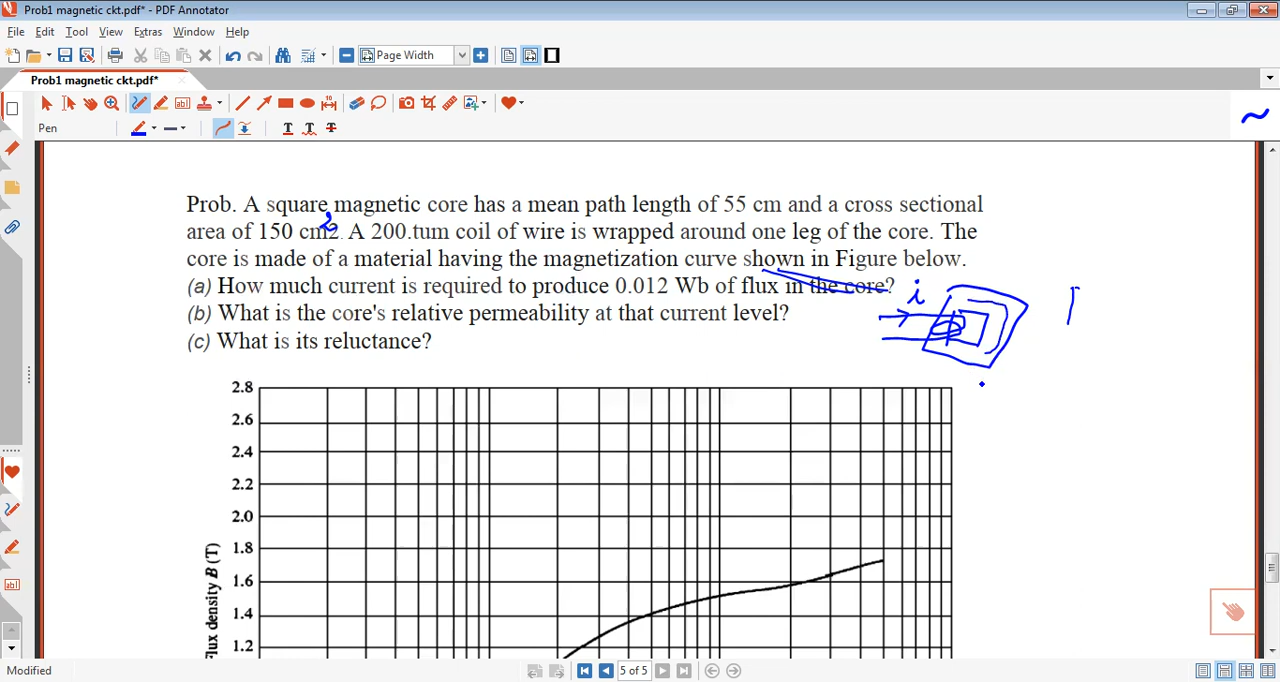 Prob1 magnetic ckt.pdf* - PDF Annotator
File Edit Tool View Extras Window Help
Page Width
Prob1 magnetic ckt.pdf*
Pen
Prob. A square magnetic core has a mean path length of 55 cm and a cross sectional
area of 150 cm2. A 200.tum coil of wire is wrapped around one leg of the core. The
core is made of a material having the magnetization curve shown in Figure below.
(a) How much current is required to produce 0.012 Wb of flux in the core?
(b) What is the core's relative permeability at that current level?
(c) What is its reluctance?
2
i
2.8
2.6
2.4
2.2
2.0
1.8
1.6
1.4
1.2
Flux density B (T)
Modified
5 of 5